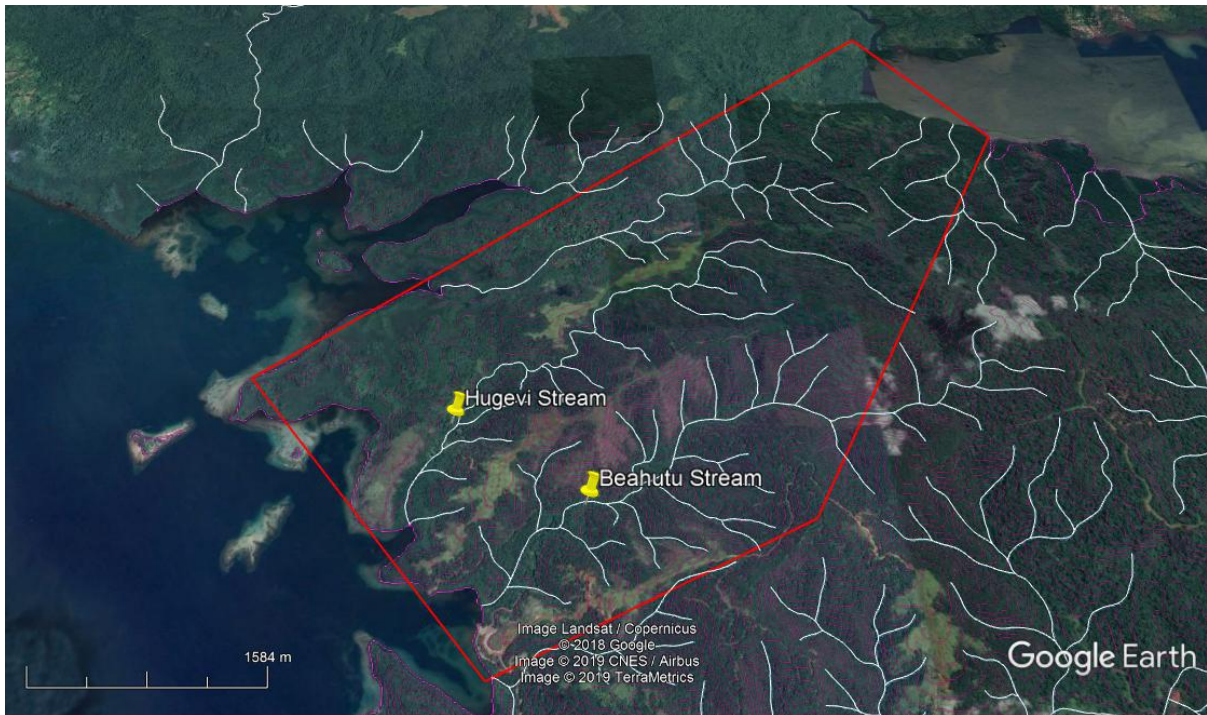 Hugevi Stream
Beahutu Stream
Image Landsat / Copernicus
© 2018 Google
Image © 2019 CNES / Airbus
Image © 2019 TerraMetrics
1584 m
Google Earth